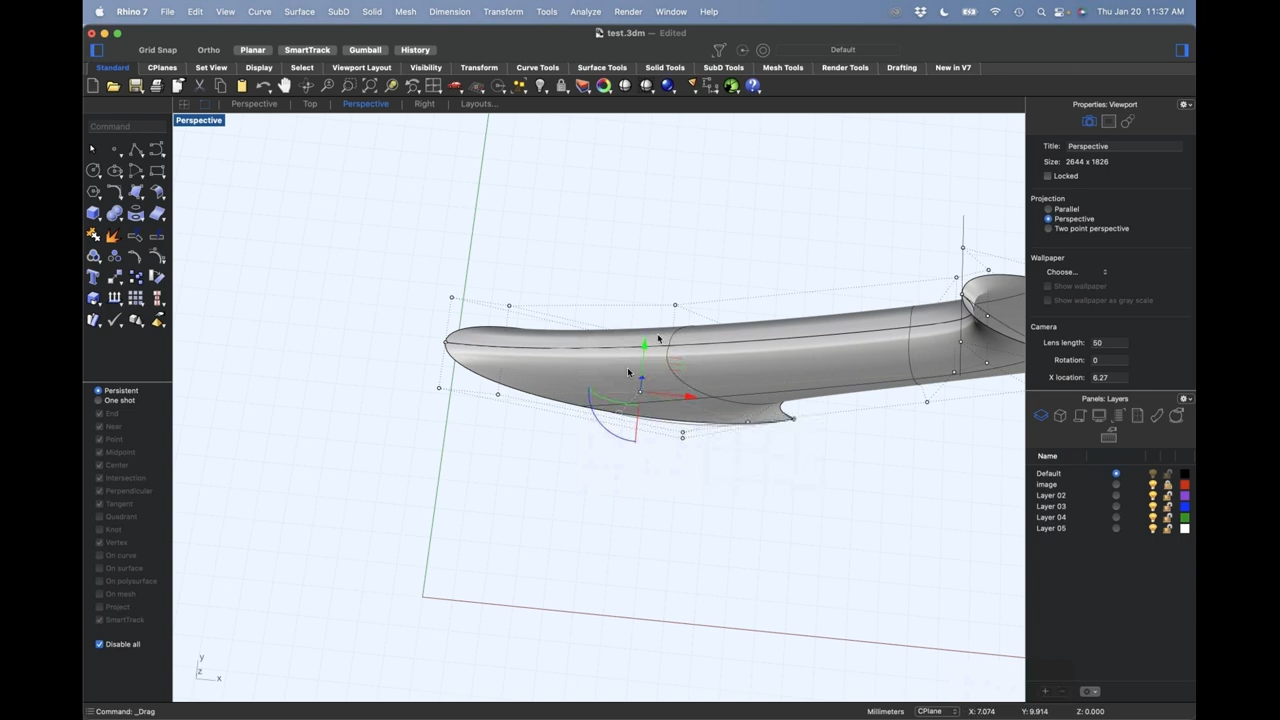 Rhino 7 File Edit View Curve Surface SubD Solid Mesh Dimension Transform Tools Analyze Render Window Help Thu Jan 20 11:37 AM
test.3dm — Edited
Grid Snap Ortho Planar SmartTrack Gumball History Default
Standard CPlanes Set View Display Select Viewport Layout Visibility Transform Curve Tools Surface Tools Solid Tools SubD Tools Mesh Tools Render Tools Drafting New in V7
Perspective Top Perspective Right Layouts...
Properties: Viewport
Perspective
Command
Title: Perspective
Size: 2644 x 1826
Locked
Projection
Parallel
Perspective
Two point perspective
Wallpaper
Choose...
Show wallpaper
Show wallpaper as gray scale
Camera
Lens length: 50
Rotation: 0
X location: 6.27
Panels: Layers
Name
Default
image
Layer 02
Layer 03
Layer 04
Layer 05
Persistent
One shot
End
Near
Point
Midpoint
Center
Intersection
Perpendicular
Tangent
Quadrant
Knot
Vertex
On curve
On surface
On polysurface
On mesh
Project
SmartTrack
Disable all
y
z
x
Command: _Drag Millimeters CPlane X: 7.074 Y: 9.914 Z: 0.000